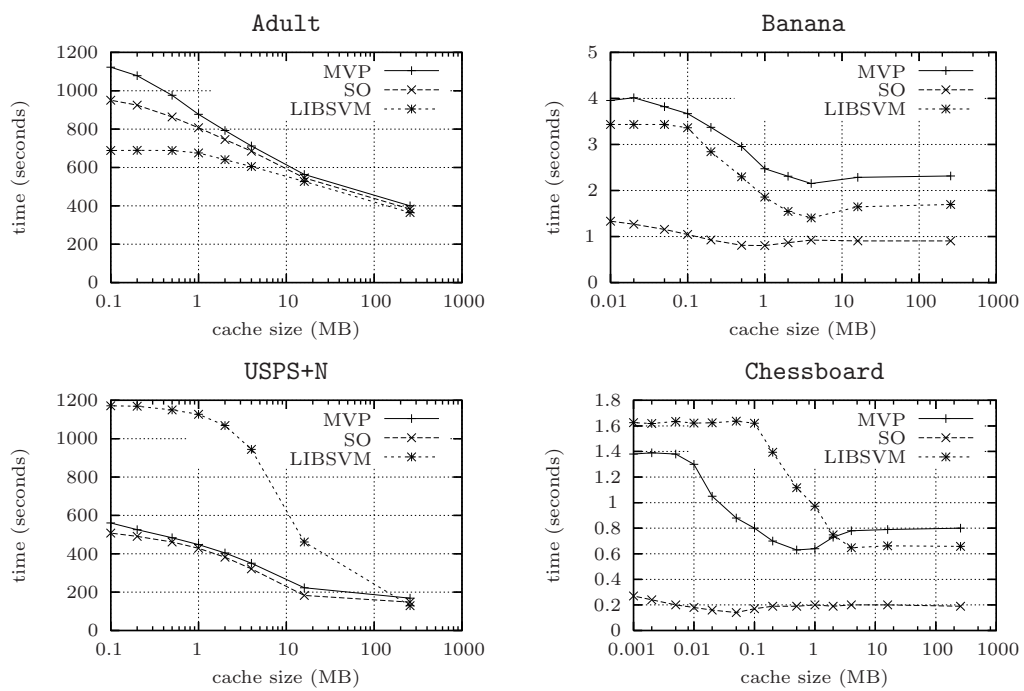 Adult
1200
1000
800
600
400
200
0
0.1 1 10 100 1000
time (seconds)
cache size (MB)
MVP
SO
LIBSVM
Banana
5
4
3
2
1
0
0.01 0.1 1 10 100 1000
time (seconds)
cache size (MB)
MVP
SO
LIBSVM
USPS+N
1200
1000
800
600
400
200
0
0.1 1 10 100 1000
time (seconds)
cache size (MB)
MVP
SO
LIBSVM
Chessboard
1.8
1.6
1.4
1.2
1
0.8
0.6
0.4
0.2
0
0.001 0.01 0.1 1 10 100 1000
time (seconds)
cache size (MB)
MVP
SO
LIBSVM